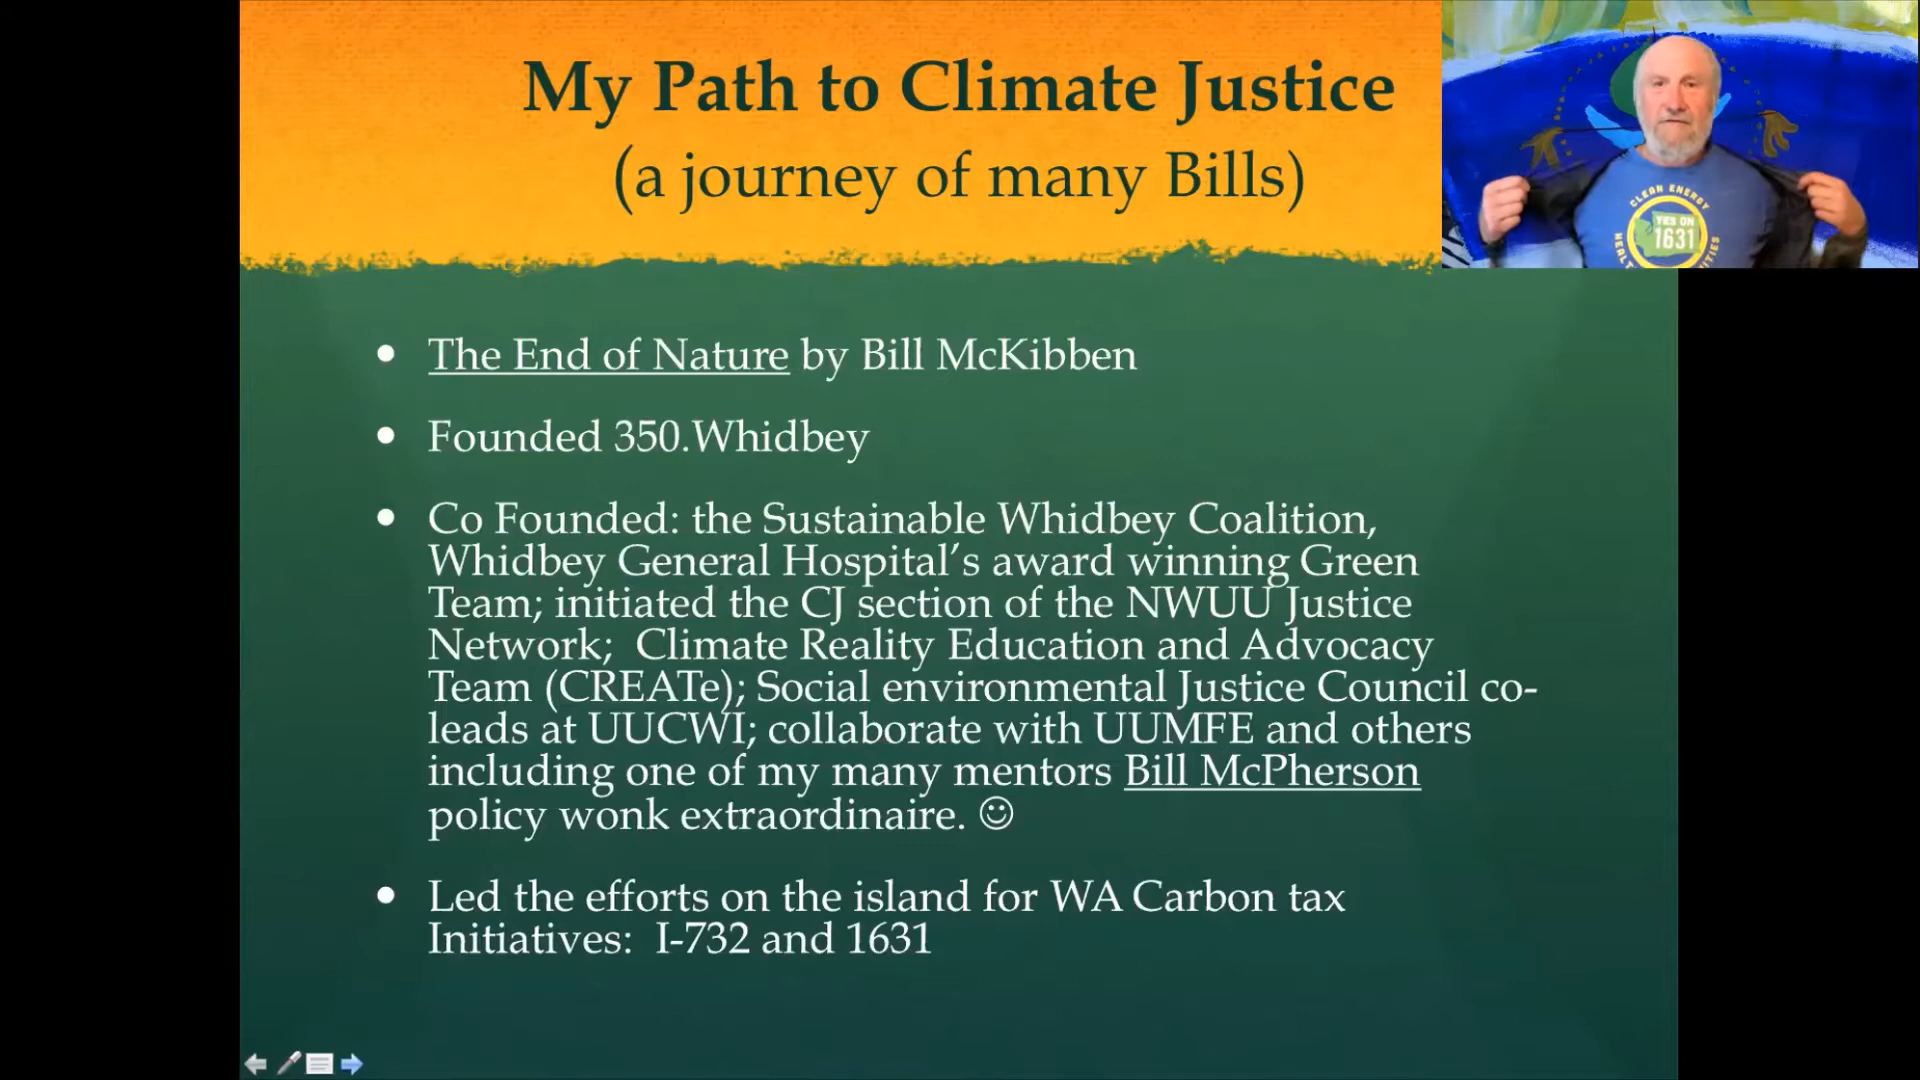 My Path to Climate Justice
(a journey of many Bills)
CLEAN ENERGY
YES ON
1631
• The End of Nature by Bill McKibben
• Founded 350.Whidbey
• Co Founded: the Sustainable Whidbey Coalition,
Whidbey General Hospital's award winning Green
Team; initiated the CJ section of the NWUU Justice
Network;  Climate Reality Education and Advocacy
Team (CREATe); Social environmental Justice Council co-
leads at UUCWI; collaborate with UUMFE and others
including one of my many mentors Bill McPherson
policy wonk extraordinaire. ☺
• Led the efforts on the island for WA Carbon tax
Initiatives:  I-732 and 1631